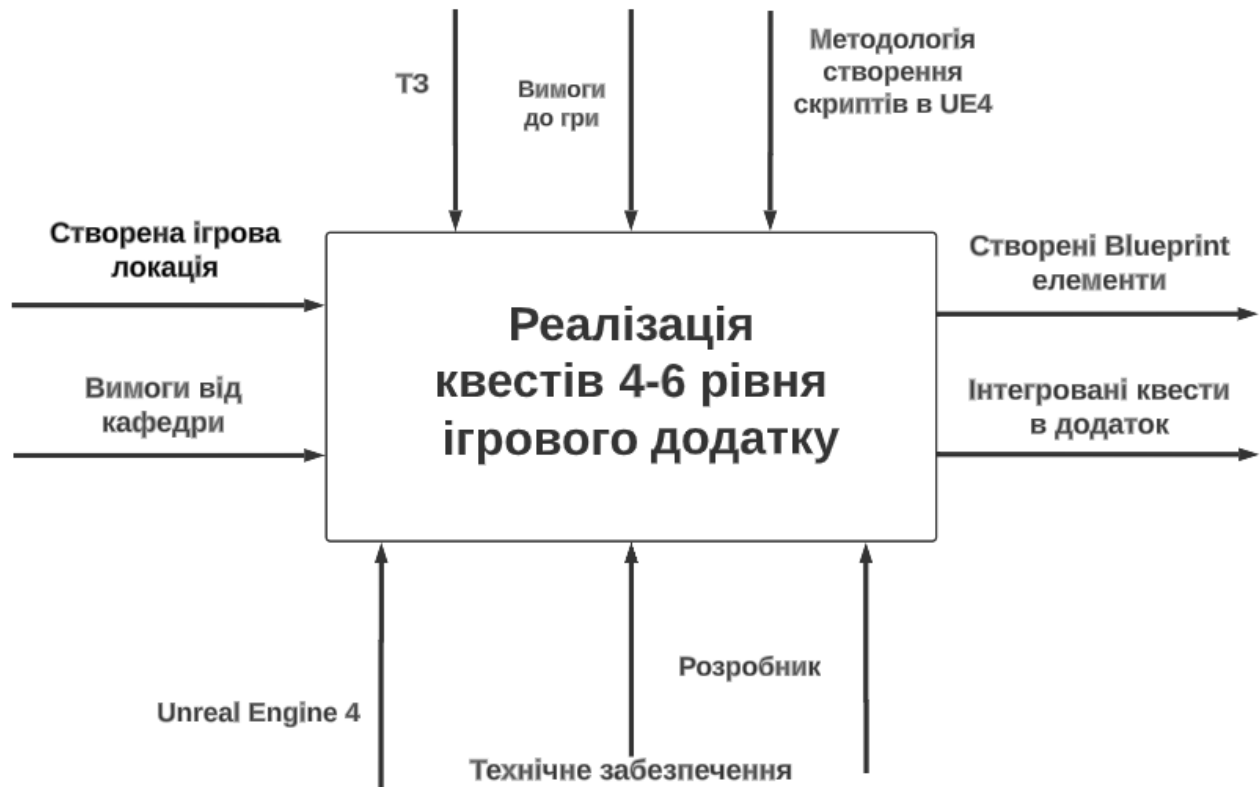 ТЗ
Вимоги
до гри
Методологія
створення
скриптів в UE4
Створена ігрова
локація
Вимоги від
кафедри
Реалізація
квестів 4-6 рівня
ігрового додатку
Створені Blueprint
елементи
Інтегровані квести
в додаток
Unreal Engine 4
Технічне забезпечення
Розробник